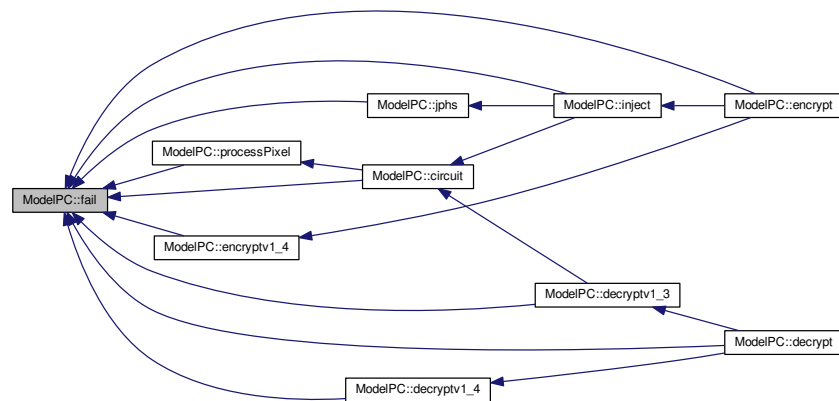 ModelPC::jphs
ModelPC::inject
ModelPC::encrypt
ModelPC::processPixel
ModelPC::circuit
ModelPC::fail
ModelPC::encryptv1_4
ModelPC::decryptv1_3
ModelPC::decrypt
ModelPC::decryptv1_4